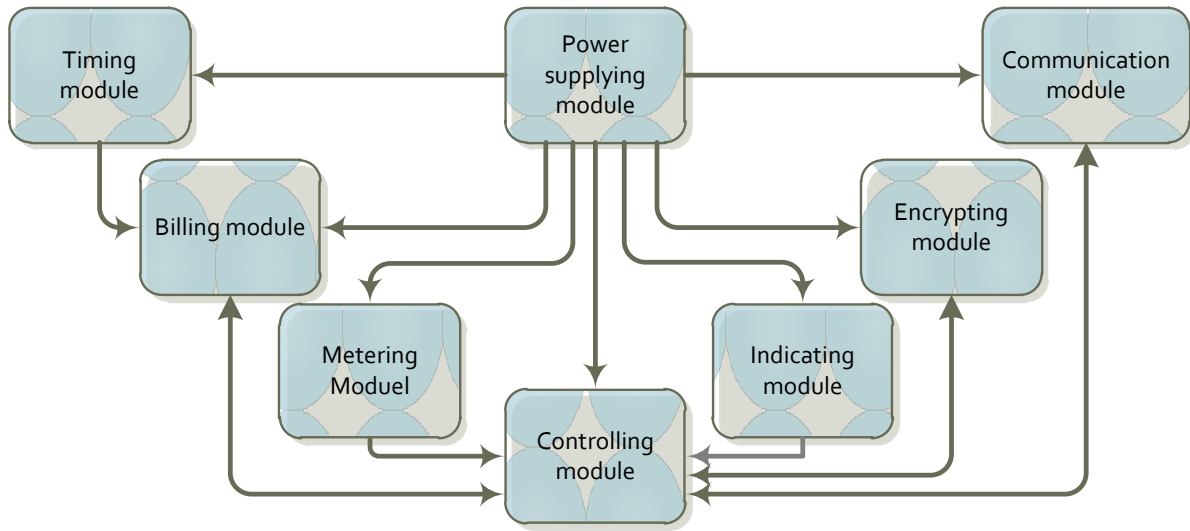 Timing
module
Power
supplying
module
Communication
module
Billing module
Encrypting
module
Metering
Moduel
Indicating
module
Controlling
module